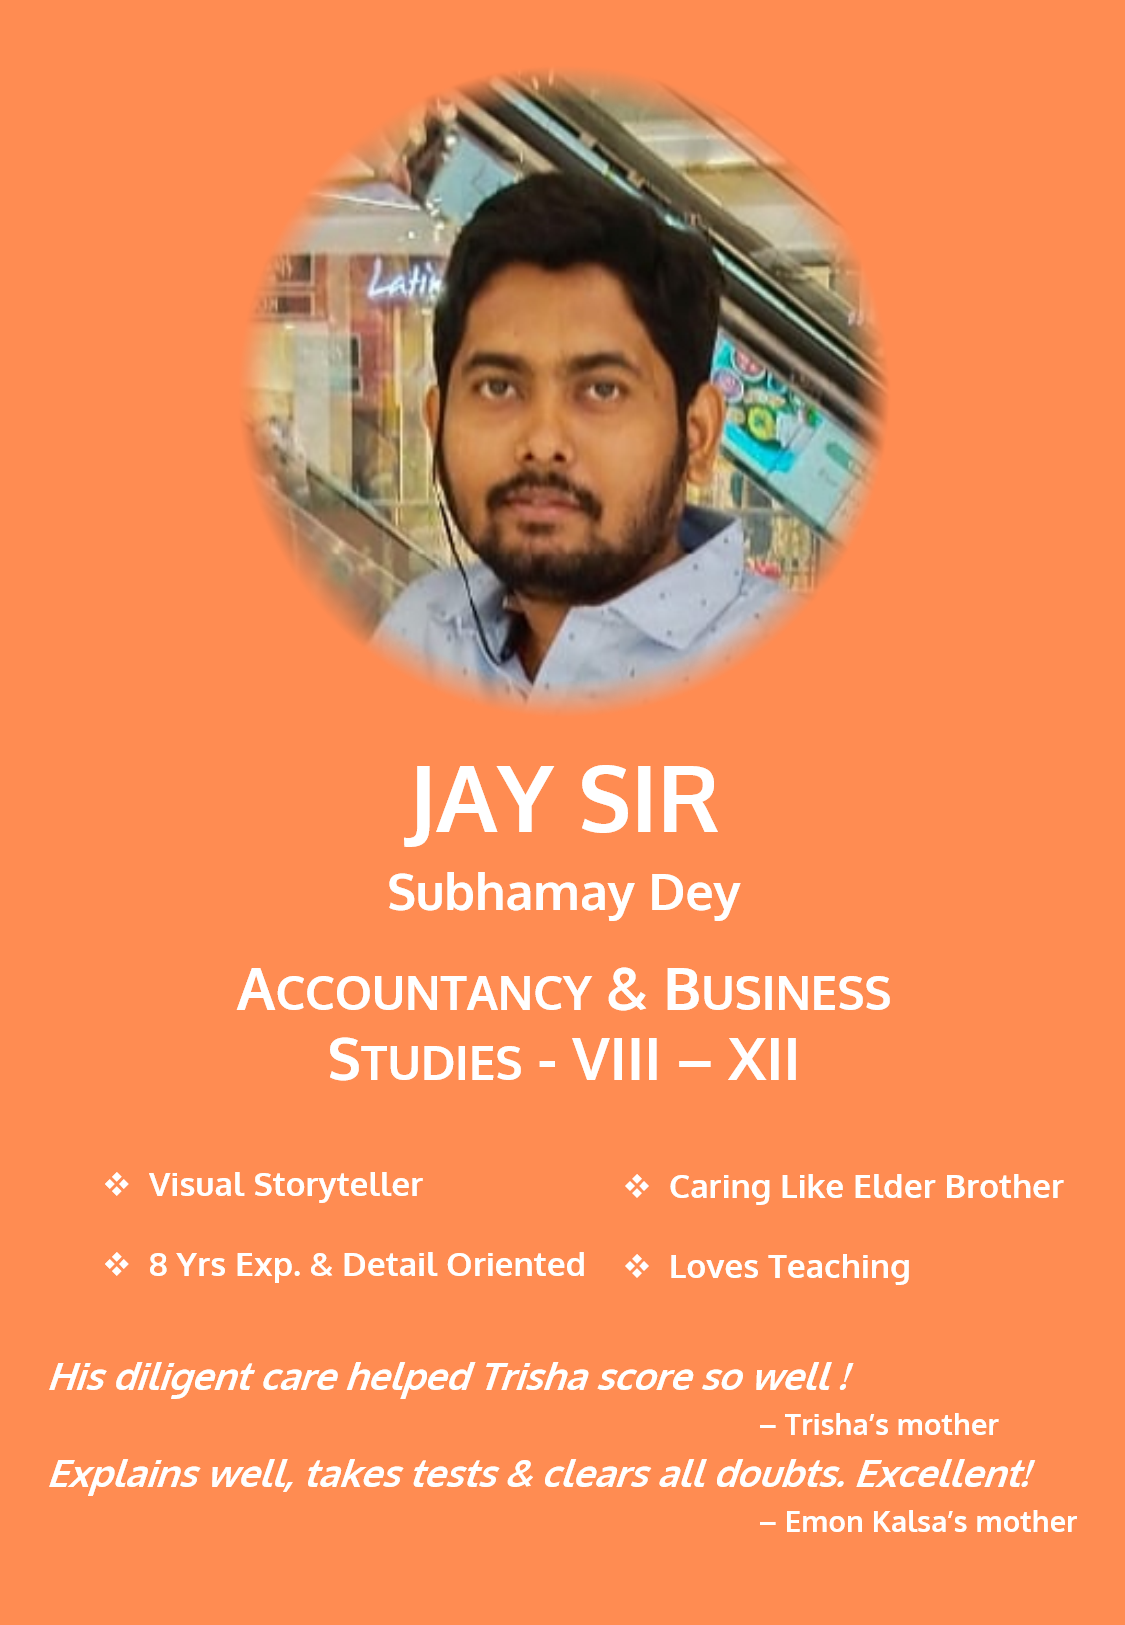 Latin
JAY SIR
Subhamay Dey
ACCOUNTANCY & BUSINESS
STUDIES - VIII – XII
❖ Visual Storyteller
❖ Caring Like Elder Brother
❖ 8 Yrs Exp. & Detail Oriented
❖ Loves Teaching
His diligent care helped Trisha score so well !
– Trisha’s mother
Explains well, takes tests & clears all doubts. Excellent!
– Emon Kalsa’s mother